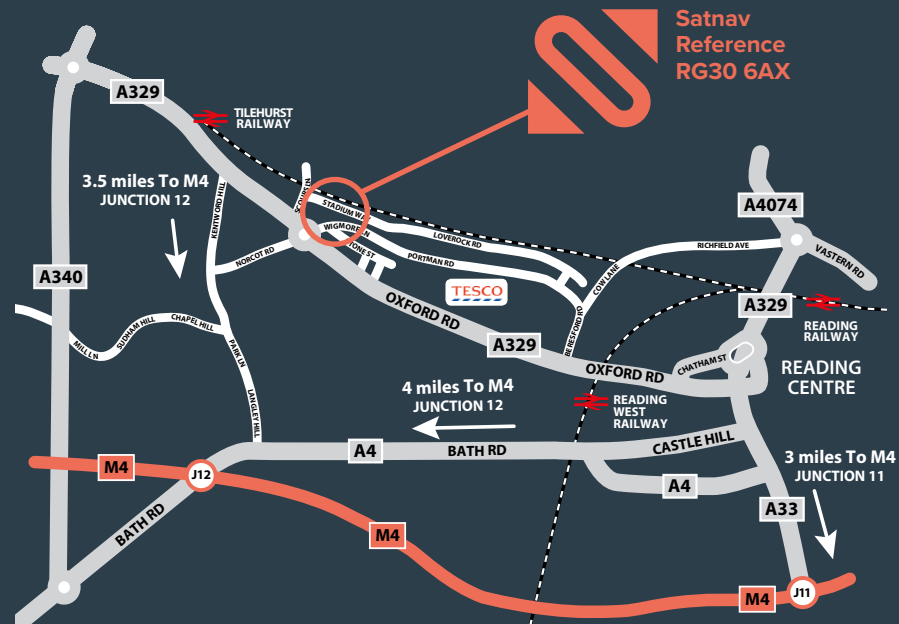 Satnav
Reference
RG30 6AX
A329
TILEHURST
RAILWAY
3.5 miles To M4
JUNCTION 12
KENTWORD HILL
STADIUM WAY
WIGMORE LN
LOVEROCK RD
PORTMAN RD
NORCOT RD
A4074
RICHFIELD AVE
VASTERN RD
COW LANE
A340
TESCO
A329
READING
RAILWAY
OXFORD RD
A329
BERESFORD RD
SUDHAM HILL
CHAPEL HILL
MILL LN
PARK LN
LANGLEY HILL
OXFORD RD
CHATHAM ST
READING
CENTRE
4 miles To M4
JUNCTION 12
READING
WEST
RAILWAY
A4
BATH RD
CASTLE HILL
M4
J12
A4
3 miles To M4
JUNCTION 11
A33
BATH RD
M4
M4
J11